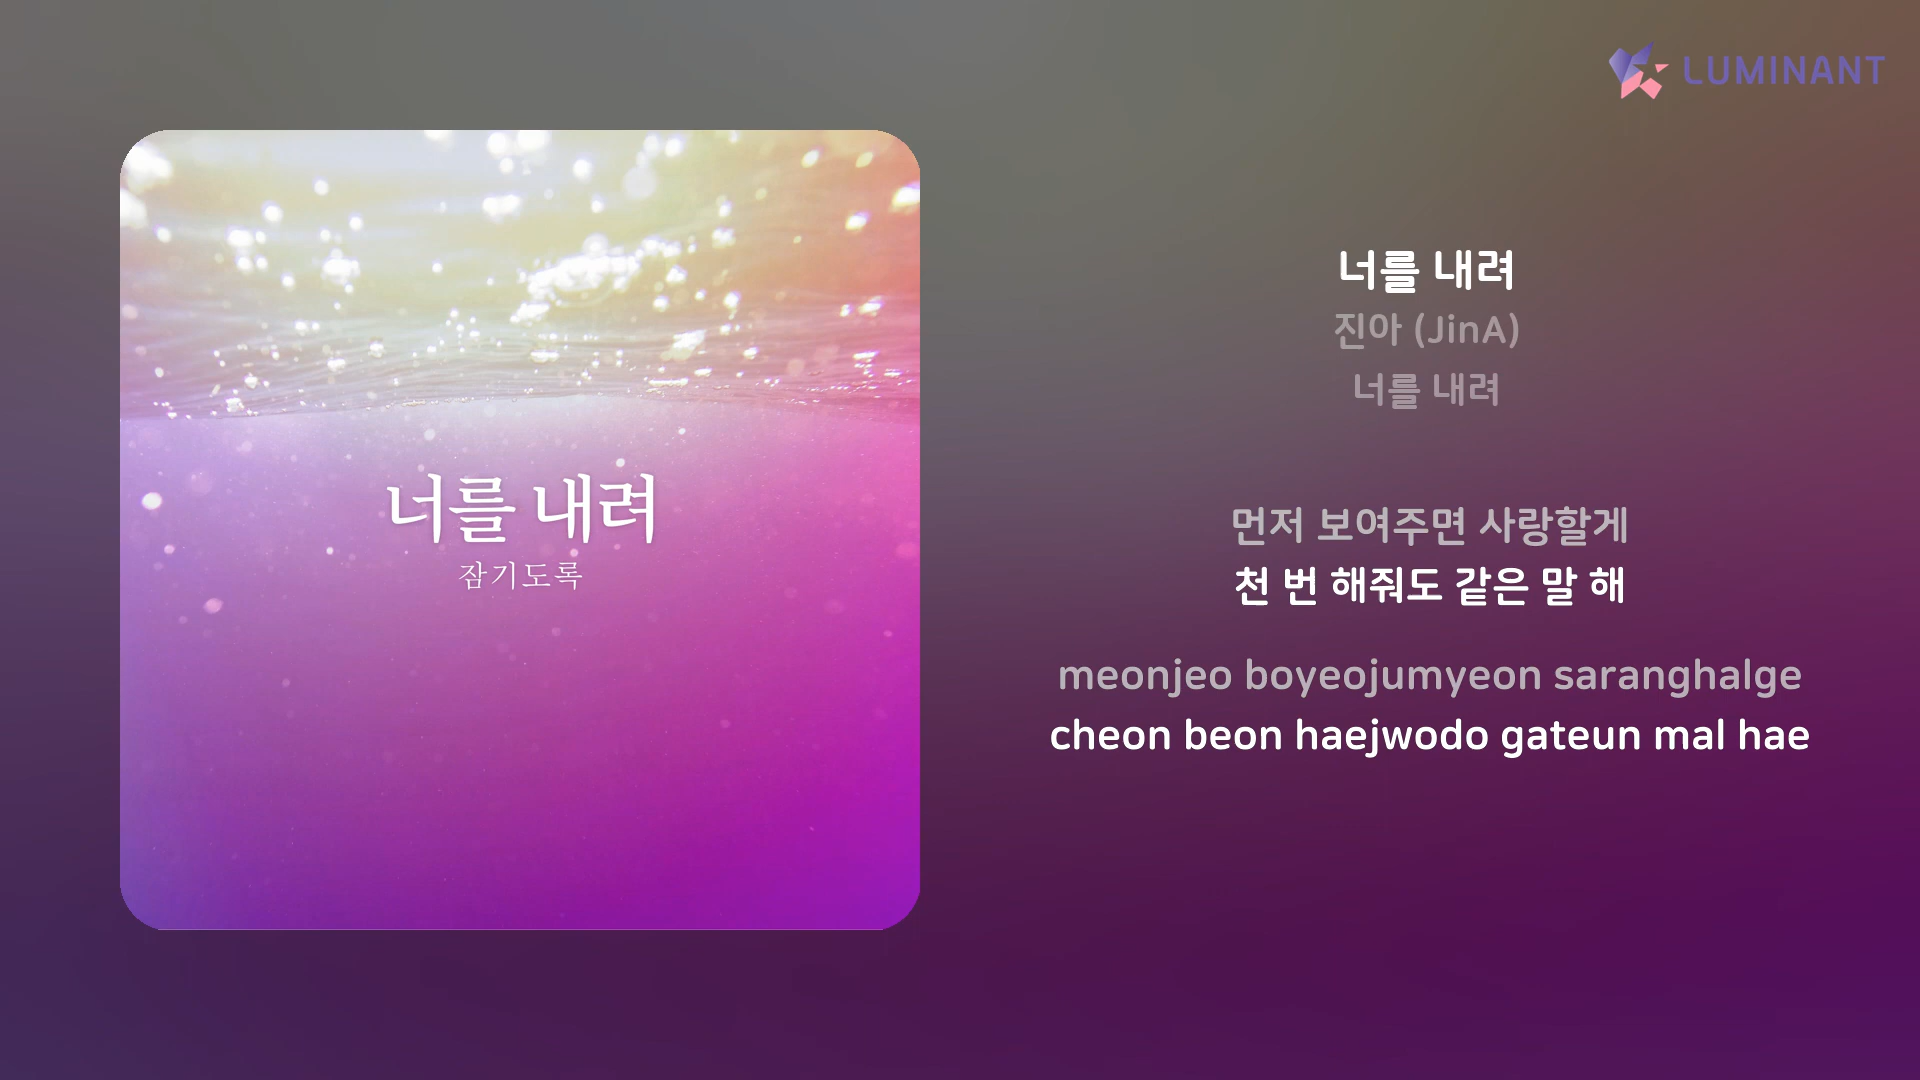 LUMINANT
너를 내려
잠기도록
너를 내려
진아 (JinA)
너를 내려
먼저 보여주면 사랑할게
천 번 해줘도 같은 말 해
meonjeo boyeojumyeon saranghalge
cheon beon haejwodo gateun mal hae